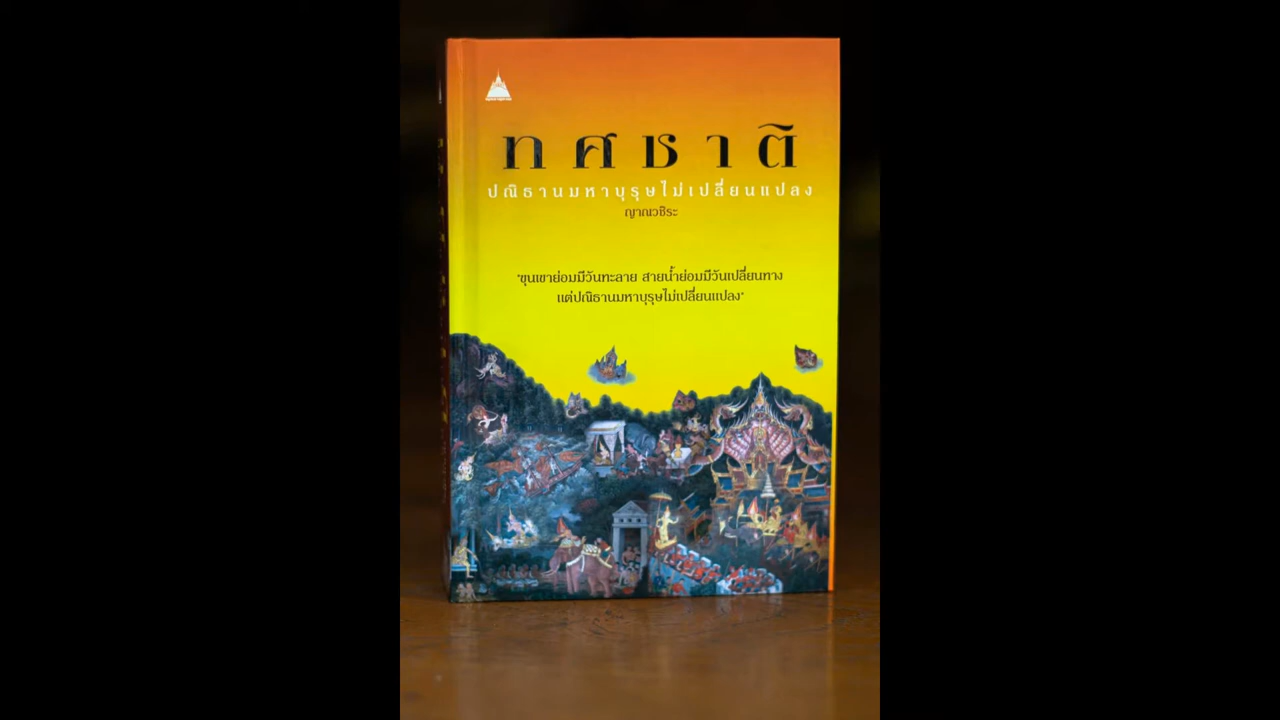 ทศชาติ
ปณิธานมหาบุรุษไม่เปลี่ยนแปลง
ญาณวชิระ
"ขุนเขาย่อมมีวันทะลาย สายน้ำย่อมมีวันเปลี่ยนทาง
แต่ปณิธานมหาบุรุษไม่เปลี่ยนแปลง"